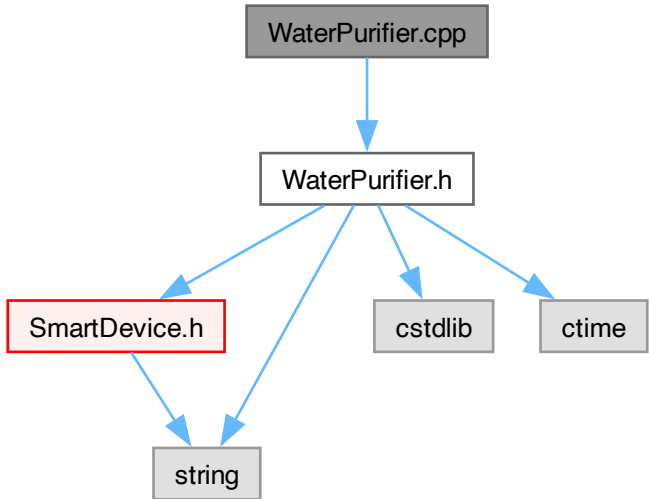 WaterPurifier.cpp
WaterPurifier.h
SmartDevice.h
cstdlib
ctime
string